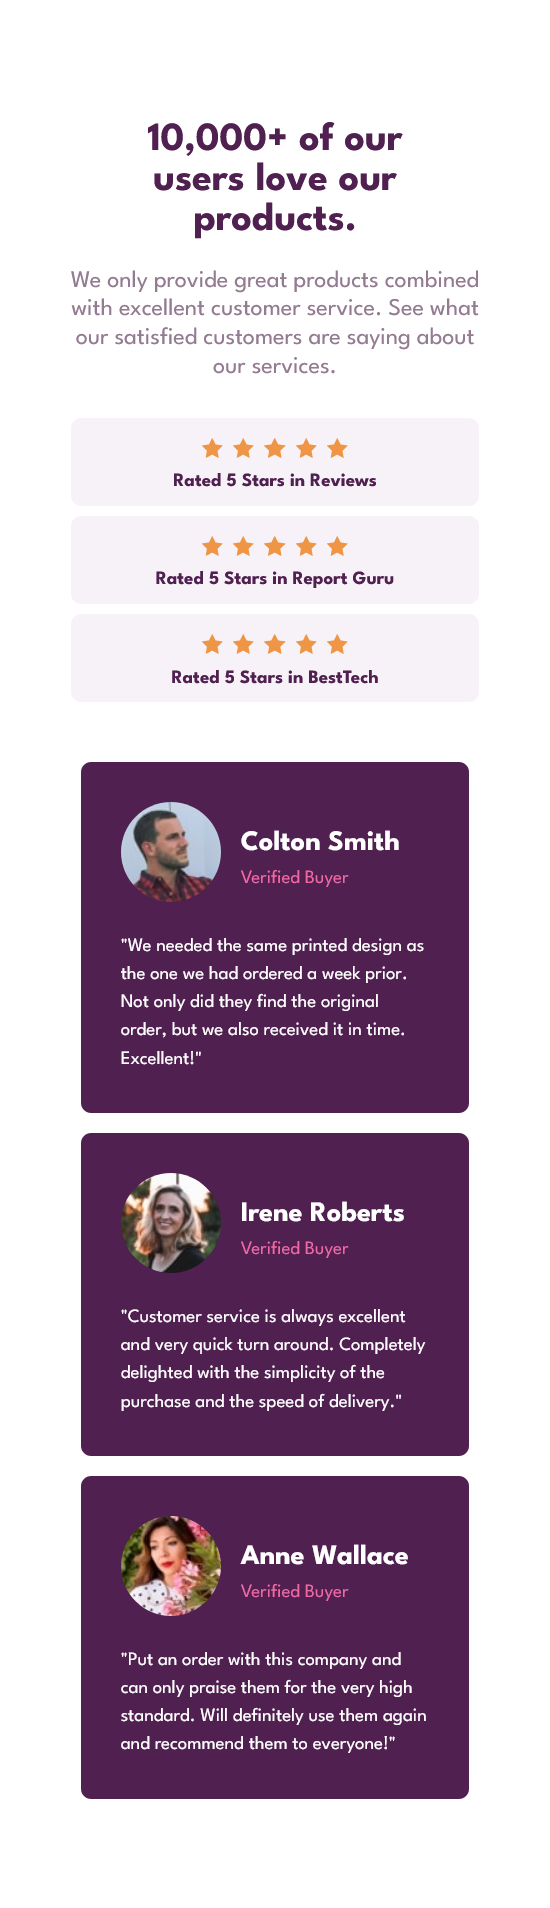 10,000+ of our
users love our
products.
We only provide great products combined
with excellent customer service. See what
our satisfied customers are saying about
our services.
Rated 5 Stars in Reviews
Rated 5 Stars in Report Guru
Rated 5 Stars in BestTech
Colton Smith
Verified Buyer
"We needed the same printed design as
the one we had ordered a week prior.
Not only did they find the original
order, but we also received it in time.
Excellent!"
Irene Roberts
Verified Buyer
"Customer service is always excellent
and very quick turn around. Completely
delighted with the simplicity of the
purchase and the speed of delivery."
Anne Wallace
Verified Buyer
"Put an order with this company and
can only praise them for the very high
standard. Will definitely use them again
and recommend them to everyone!"